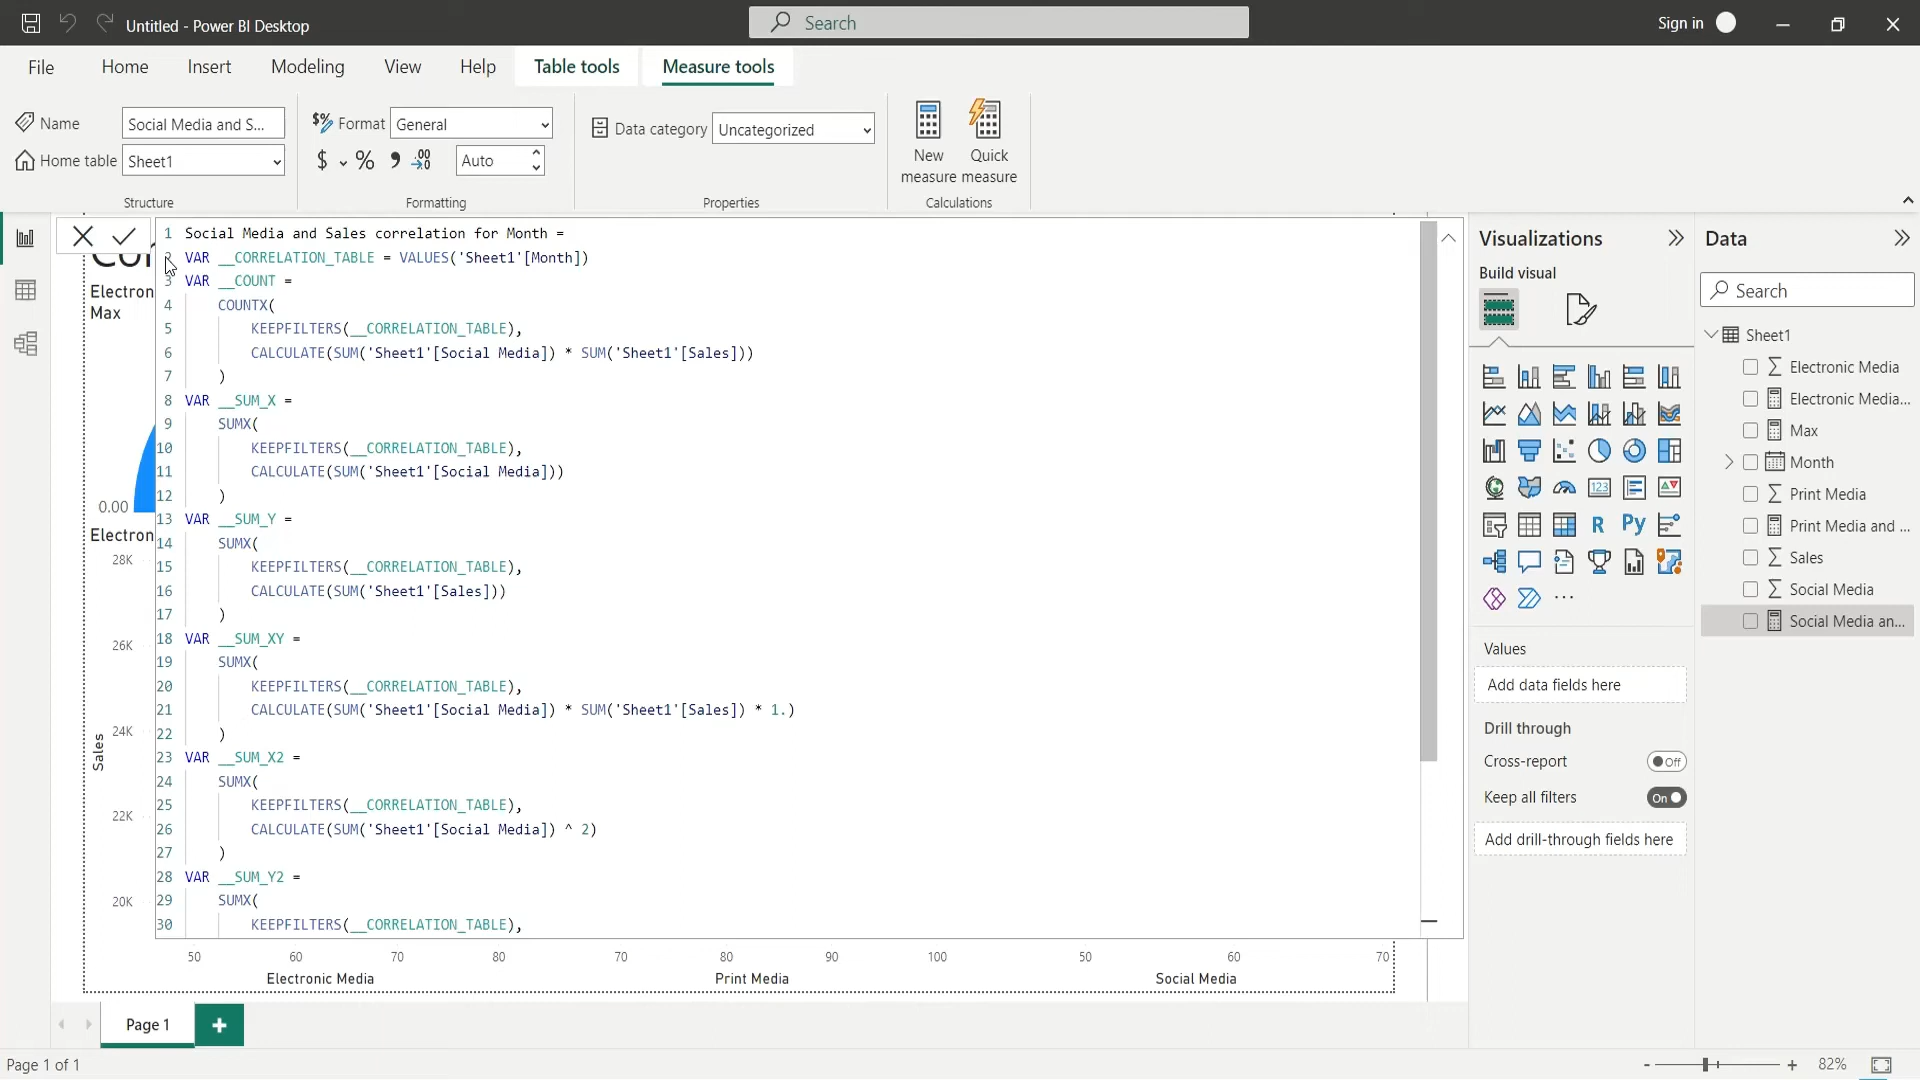 Untitled - Power BI Desktop
Search
Sign in
File Home Insert Modeling View Help Table tools Measure tools
Name Social Media and S...
Home table Sheet1
Structure
Format General
$ % , .00 Auto
Formatting
Data category Uncategorized
Properties
New measure
Quick measure
Calculations
Electron
Max
0.00
Electron
28K
26K
24K
22K
20K
Sales
1 Social Media and Sales correlation for Month =
2 VAR __CORRELATION_TABLE = VALUES('Sheet1'[Month])
3 VAR __COUNT =
4 COUNTX(
5 KEEPFILTERS(__CORRELATION_TABLE),
6 CALCULATE(SUM('Sheet1'[Social Media]) * SUM('Sheet1'[Sales]))
7 )
8 VAR __SUM_X =
9 SUMX(
10 KEEPFILTERS(__CORRELATION_TABLE),
11 CALCULATE(SUM('Sheet1'[Social Media]))
12 )
13 VAR __SUM_Y =
14 SUMX(
15 KEEPFILTERS(__CORRELATION_TABLE),
16 CALCULATE(SUM('Sheet1'[Sales]))
17 )
18 VAR __SUM_XY =
19 SUMX(
20 KEEPFILTERS(__CORRELATION_TABLE),
21 CALCULATE(SUM('Sheet1'[Social Media]) * SUM('Sheet1'[Sales]) * 1.)
22 )
23 VAR __SUM_X2 =
24 SUMX(
25 KEEPFILTERS(__CORRELATION_TABLE),
26 CALCULATE(SUM('Sheet1'[Social Media]) ^ 2)
27 )
28 VAR __SUM_Y2 =
29 SUMX(
30 KEEPFILTERS(__CORRELATION_TABLE),
50 60 70 80 70 80 90 100 50 60 70
Electronic Media Print Media Social Media
Page 1
Page 1 of 1
Visualizations
Build visual
123
R
Py
...
Values
Add data fields here
Drill through
Cross-report Off
Keep all filters On
Add drill-through fields here
Data
Search
Sheet1
Electronic Media
Electronic Media...
Max
Month
Print Media
Print Media and ...
Sales
Social Media
Social Media an...
- + 82%